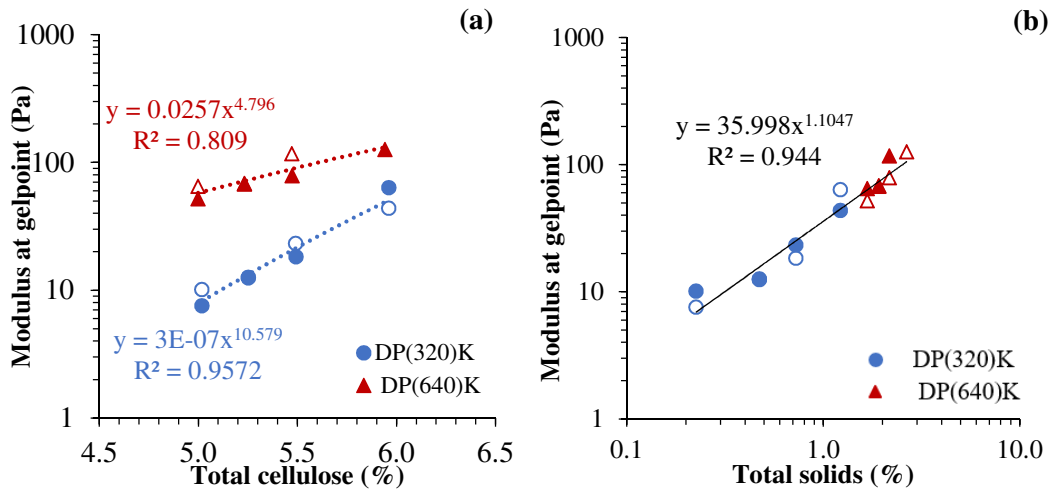 (a)
Modulus at gelpoint (Pa)
1000
100
10
1
y = 0.0257x^4.796
R² = 0.809
y = 3E-07x^10.579
R² = 0.9572
DP(320)K
DP(640)K
4.5 5.0 5.5 6.0 6.5
Total cellulose (%)
(b)
Modulus at gelpoint (Pa)
1000
100
10
1
y = 35.998x^1.1047
R² = 0.944
DP(320)K
DP(640)K
0.1 1.0 10.0
Total solids (%)